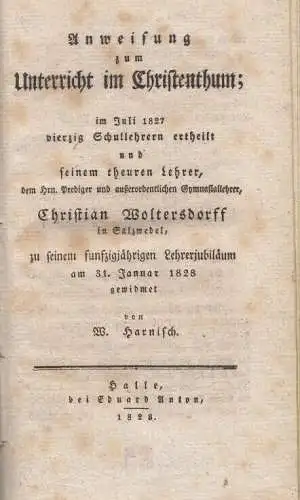 Anweisung
zum
Unterricht im Christenthum;
im Juli 1827
vierzig Schullehrern ertheilt
und
seinem theuren Lehrer,
dem Hrn. Prediger und außerordentlichen Gymnasiallehrer,
Christian Woltersdorff
in Salzwedel,
zu seinem funfzigjährigen Lehrerjubiläum
am 31. Januar 1828
gewidmet
von
W. Harnisch.
Halle,
bei Eduard Anton,
1828.